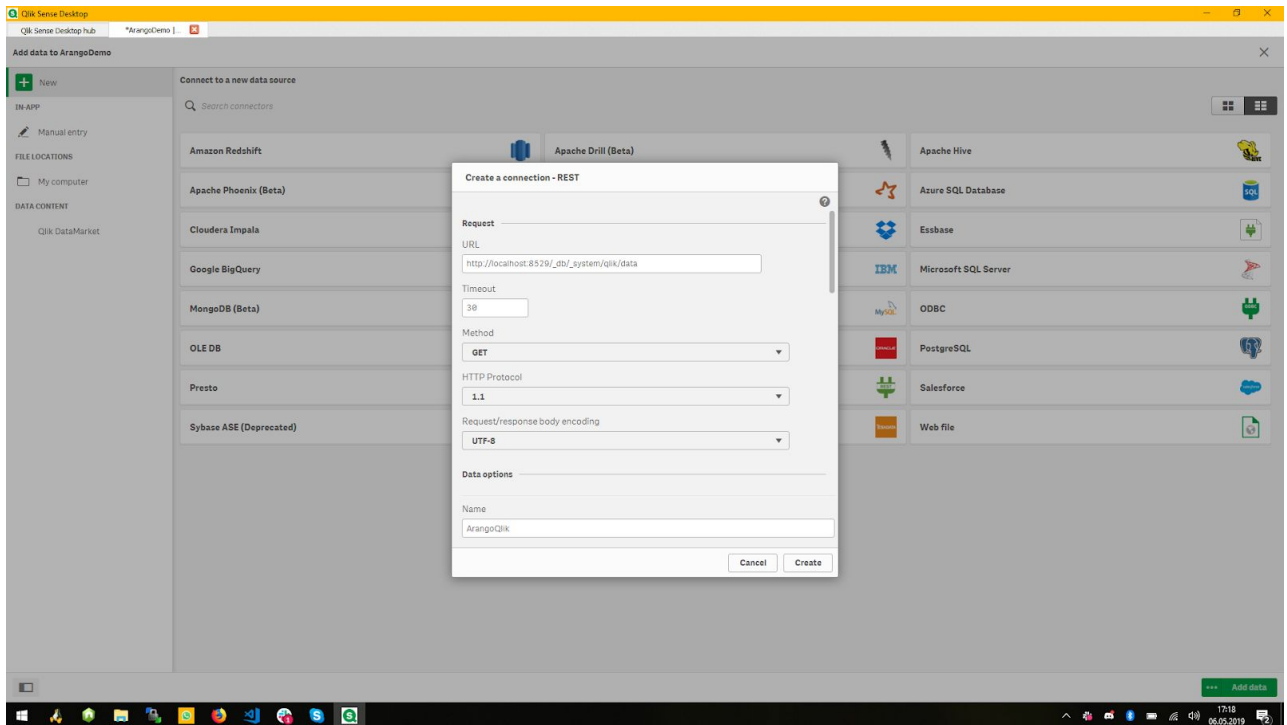 Qlik Sense Desktop
Qlik Sense Desktop hub
*ArangoDemo |...
Add data to ArangoDemo
New
IN-APP
Manual entry
FILE LOCATIONS
My computer
DATA CONTENT
Qlik DataMarket
Connect to a new data source
Search connectors
Amazon Redshift
Apache Drill (Beta)
Apache Hive
HIVE
Apache Phoenix (Beta)
Azure SQL Database
SQL
Cloudera Impala
Essbase
Google BigQuery
IBM
Microsoft SQL Server
MongoDB (Beta)
MySQL
ODBC
OLE DB
PostgreSQL
Presto
REST
Salesforce
Sybase ASE (Deprecated)
Web file
Create a connection - REST
Request
URL
http://localhost:8529/_db/_system/qlik/data
Timeout
30
Method
GET
HTTP Protocol
1.1
Request/response body encoding
UTF-8
Data options
Name
ArangoQlik
Cancel
Create
Add data
17:18
06.05.2019